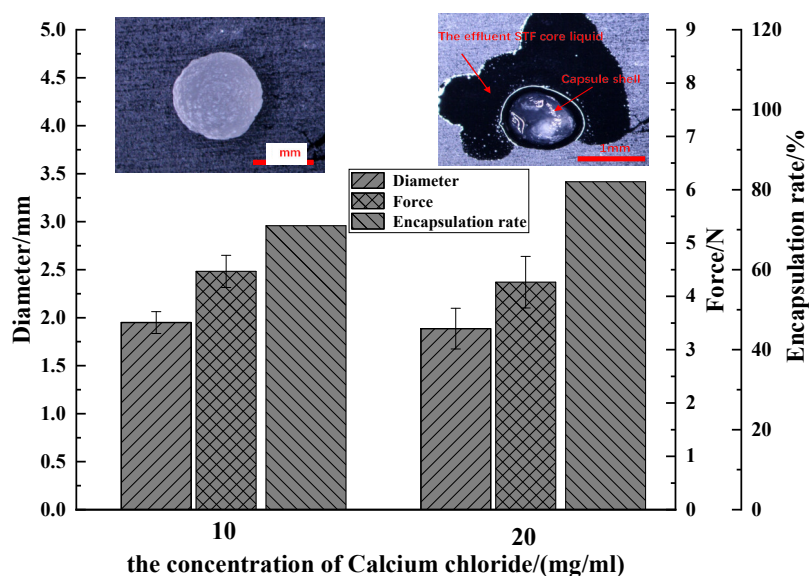 5.0
4.5
4.0
3.5
3.0
2.5
2.0
1.5
1.0
0.5
0.0
Diameter/mm
mm
The effluent STF core liquid
Capsule shell
1mm
Diameter
Force
Encapsulation rate
9
8
7
6
5
4
3
2
1
0
Force/N
120
100
80
60
40
20
0
Encapsulation rate/%
10
20
the concentration of Calcium chloride/(mg/ml)